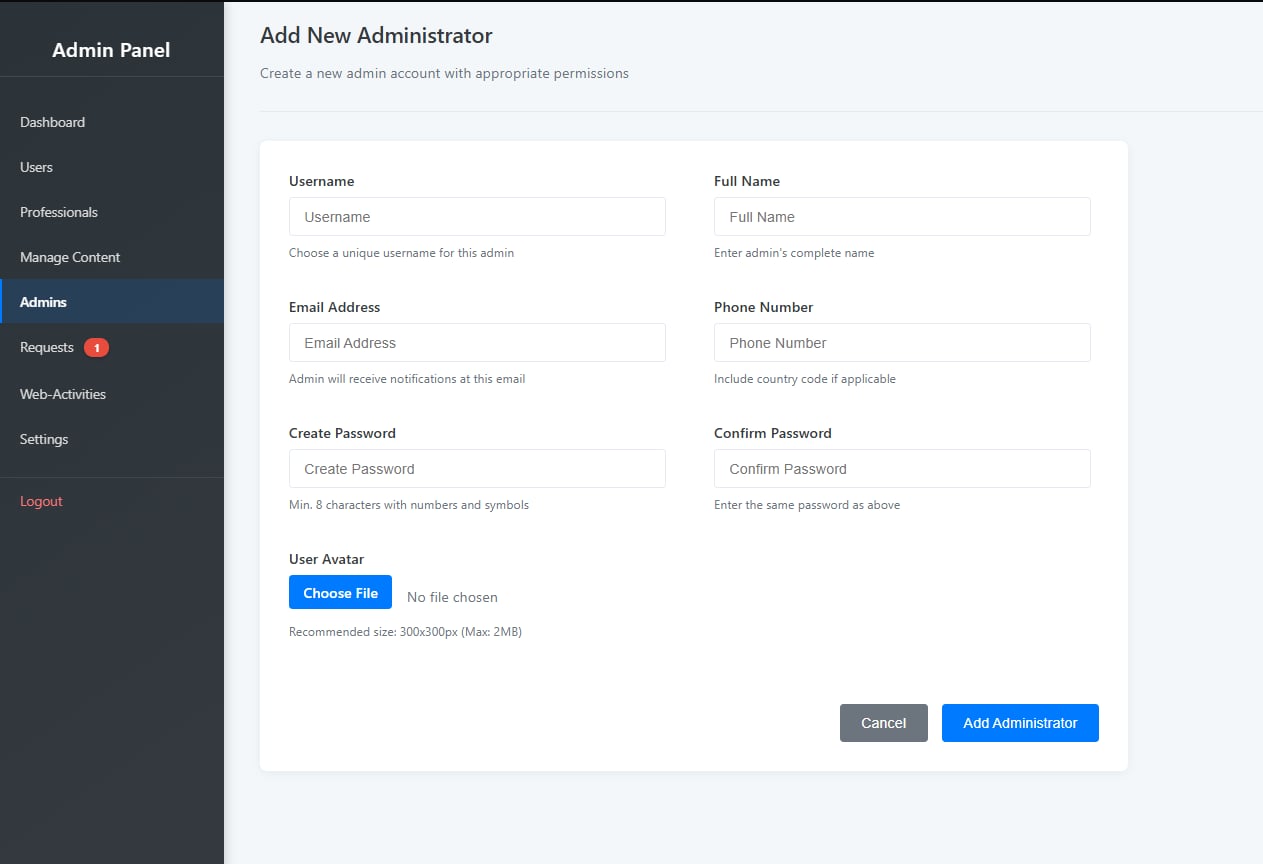 Admin Panel
Dashboard
Users
Professionals
Manage Content
Admins
Requests 1
Web-Activities
Settings
Logout
Add New Administrator
Create a new admin account with appropriate permissions
Username
Username
Choose a unique username for this admin
Full Name
Full Name
Enter admin's complete name
Email Address
Email Address
Admin will receive notifications at this email
Phone Number
Phone Number
Include country code if applicable
Create Password
Create Password
Min. 8 characters with numbers and symbols
Confirm Password
Confirm Password
Enter the same password as above
User Avatar
Choose File No file chosen
Recommended size: 300x300px (Max: 2MB)
Cancel Add Administrator